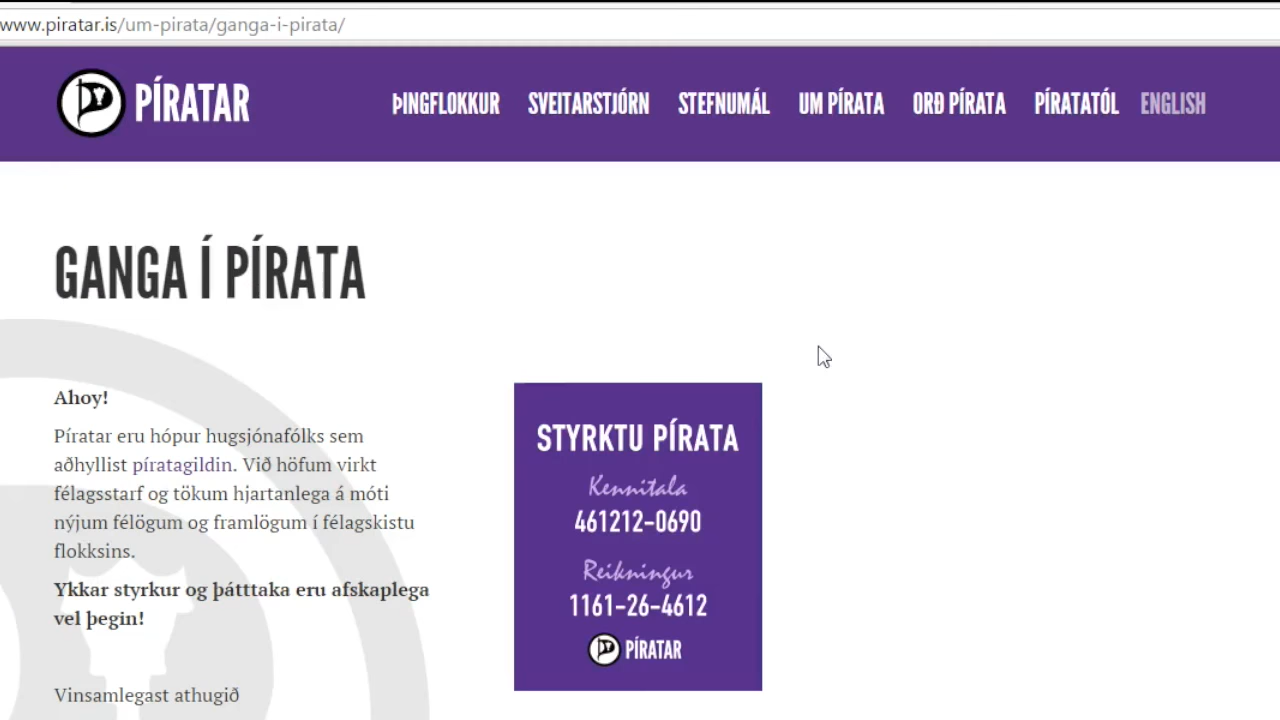 www.piratar.is/um-pirata/ganga-i-pirata/
PÍRATAR
ÞINGFLOKKUR SVEITARSTJÓRN STEFNUMÁL UM PÍRATA ORÐ PÍRATA PÍRATATÓL ENGLISH
GANGA Í PÍRATA
Ahoy!
Píratar eru hópur hugsjónafólks sem
aðhyllist píratagildin. Við höfum virkt
félagsstarf og tökum hjartanlega á móti
nýjum félögum og framlögum í félagskistu
flokksins.
Ykkar styrkur og þátttaka eru afskaplega
vel þegin!
Vinsamlegast athugið
STYRKTU PÍRATA
Kennitala
461212-0690
Reikningur
1161-26-4612
PÍRATAR